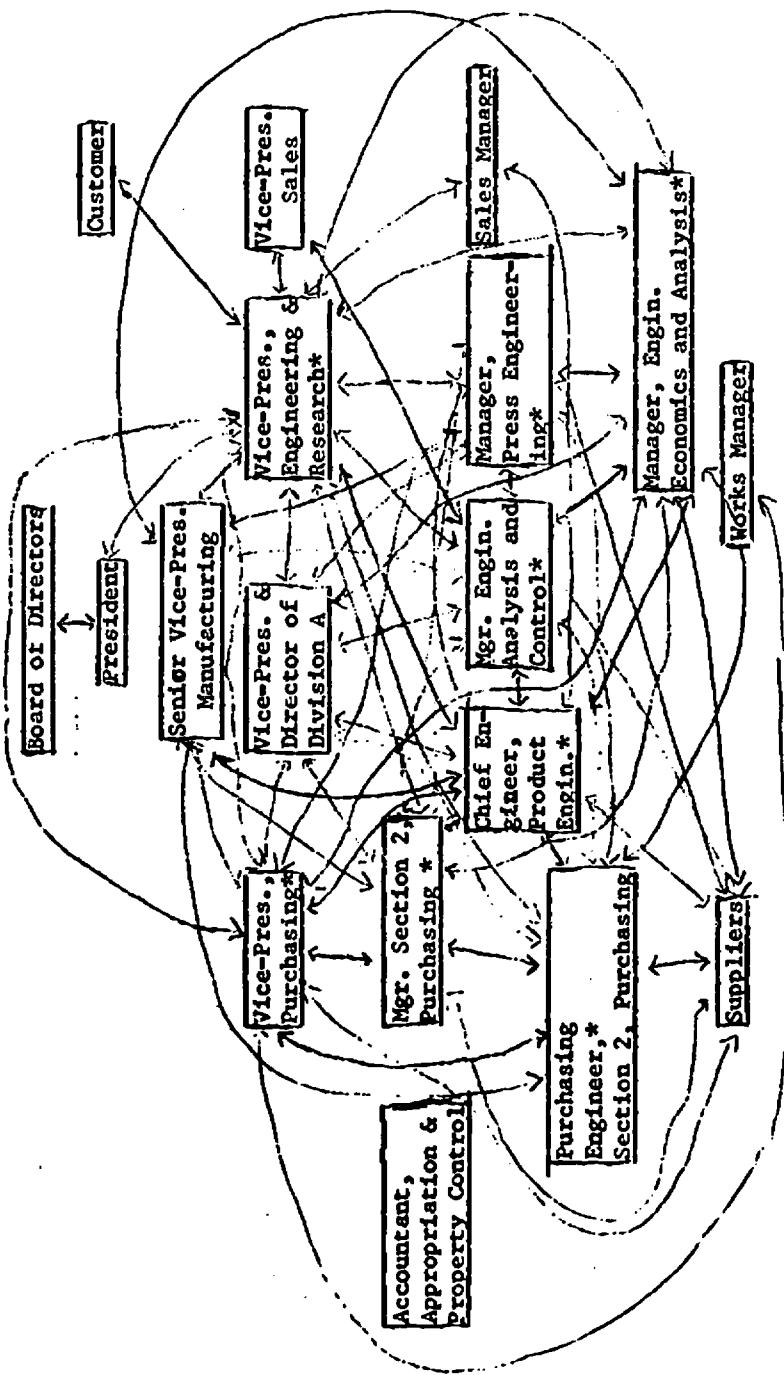 Board or Directors
President
Customer
Senior Vice-Pres.
Manufacturing
Vice-Pres.,
Purchasing*
Vice-Pres. &
Director of
Division A
Vice-Pres.,
Engineering &
Research*
Vice-Pres.
Sales
Accountant,
Appropriation &
Property Control
Mgr. Section 2,
Purchasing *
Chief En-
gineer,
Product
Engin.*
Mgr. Engin.
Analysis and
Control*
Manager,
Press Engineer-
ing*
Sales Manager
Purchasing
Engineer,*
Section 2, Purchasing
Manager, Engin.
Economics and Analysis*
Suppliers
Works Manager